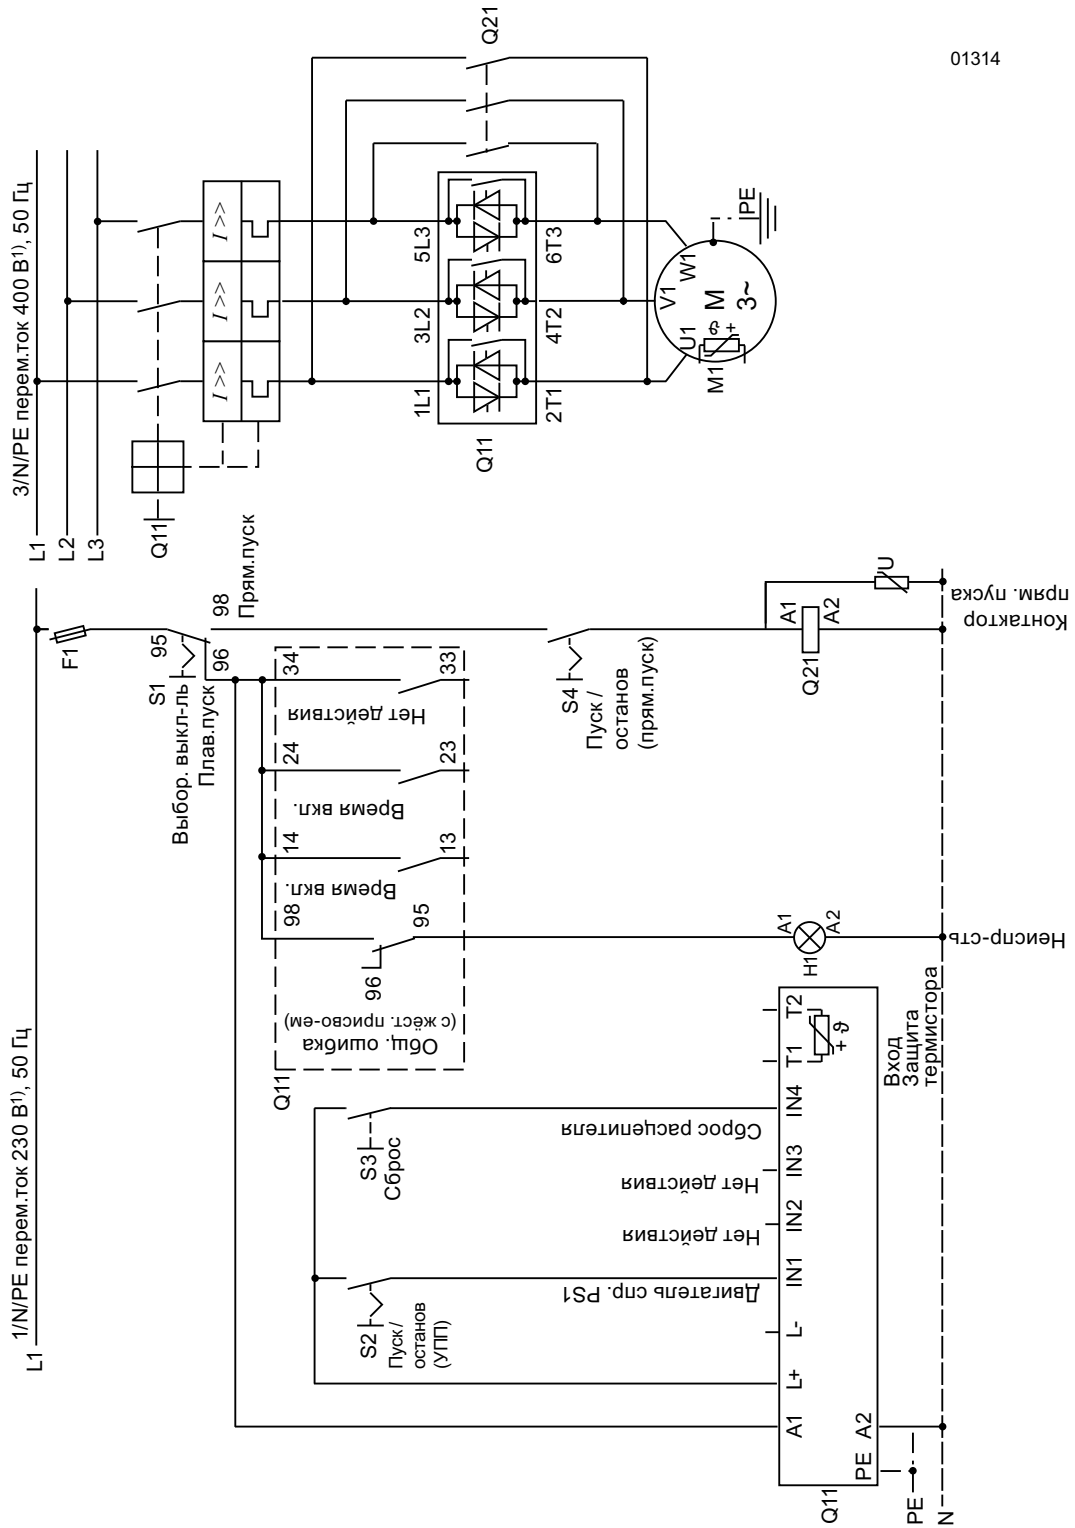 01314
1/N/PE перем.ток 230 В1), 50 Гц
L1
3/N/PE перем.ток 400 В1), 50 Гц
L1
L2
L3
F1
S1
95
96
98
Выбор. выкл-ль
Плав.пуск
Прям.пуск
Q11
I >>
I >>
I >>
Q21
1L1
3L2
5L3
Q11
2T1
4T2
6T3
U1
V1
W1
M
3~
M1
ϑ +
PE
Q11
Общ. ошибка
(с жёст. присво-ем)
98
96
95
14
Время вкл.
13
24
Время вкл.
23
34
Нет действия
33
S4
Пуск /
останов
(прям.пуск)
S2
Пуск/
останов
(УПП)
S3
Сброс
Двигатель спр. PS1
Нет действия
Нет действия
Сброс расцепителя
A1
L+
L-
IN1
IN2
IN3
IN4
T1
T2
+ ϑ
PE
A2
Q11
Вход
Защита
термистора
H1
A1
A2
Q21
A1
A2
U
PE
N
Неиспр-сть
Контактор
прям. пуска